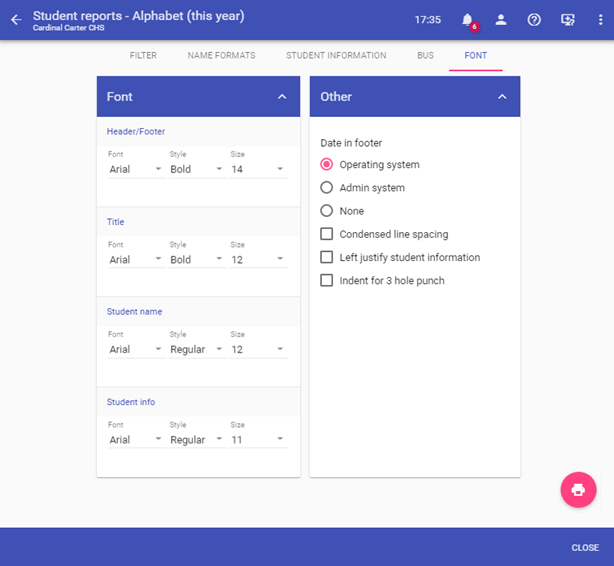 Student reports - Alphabet (this year)
Cardinal Carter CHS
17:35
6
FILTER
NAME FORMATS
STUDENT INFORMATION
BUS
FONT
Font
Header/Footer
Font Style Size
Arial Bold 14
Title
Font Style Size
Arial Bold 12
Student name
Font Style Size
Arial Regular 12
Student info
Font Style Size
Arial Regular 11
Other
Date in footer
Operating system
Admin system
None
Condensed line spacing
Left justify student information
Indent for 3 hole punch
CLOSE